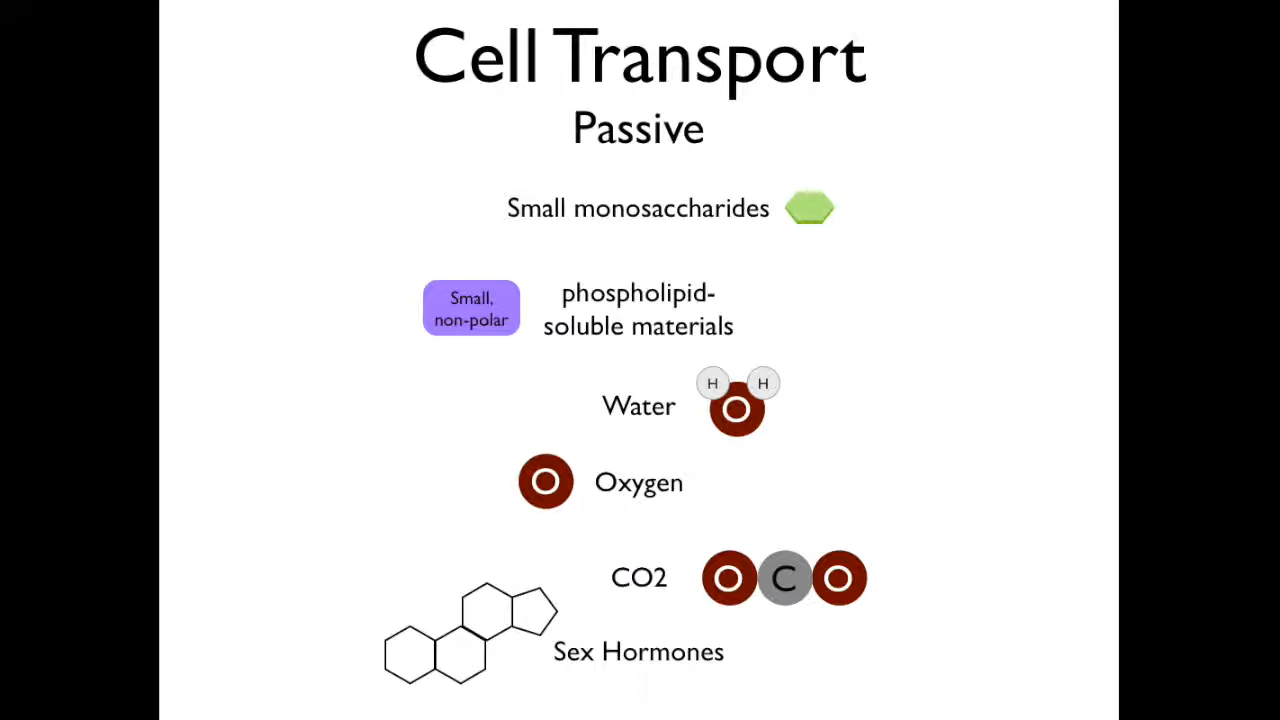 Cell Transport
Passive
Small monosaccharides
Small,
non-polar
phospholipid-
soluble materials
H H
O
Water
O
Oxygen
CO2
O C O
Sex Hormones